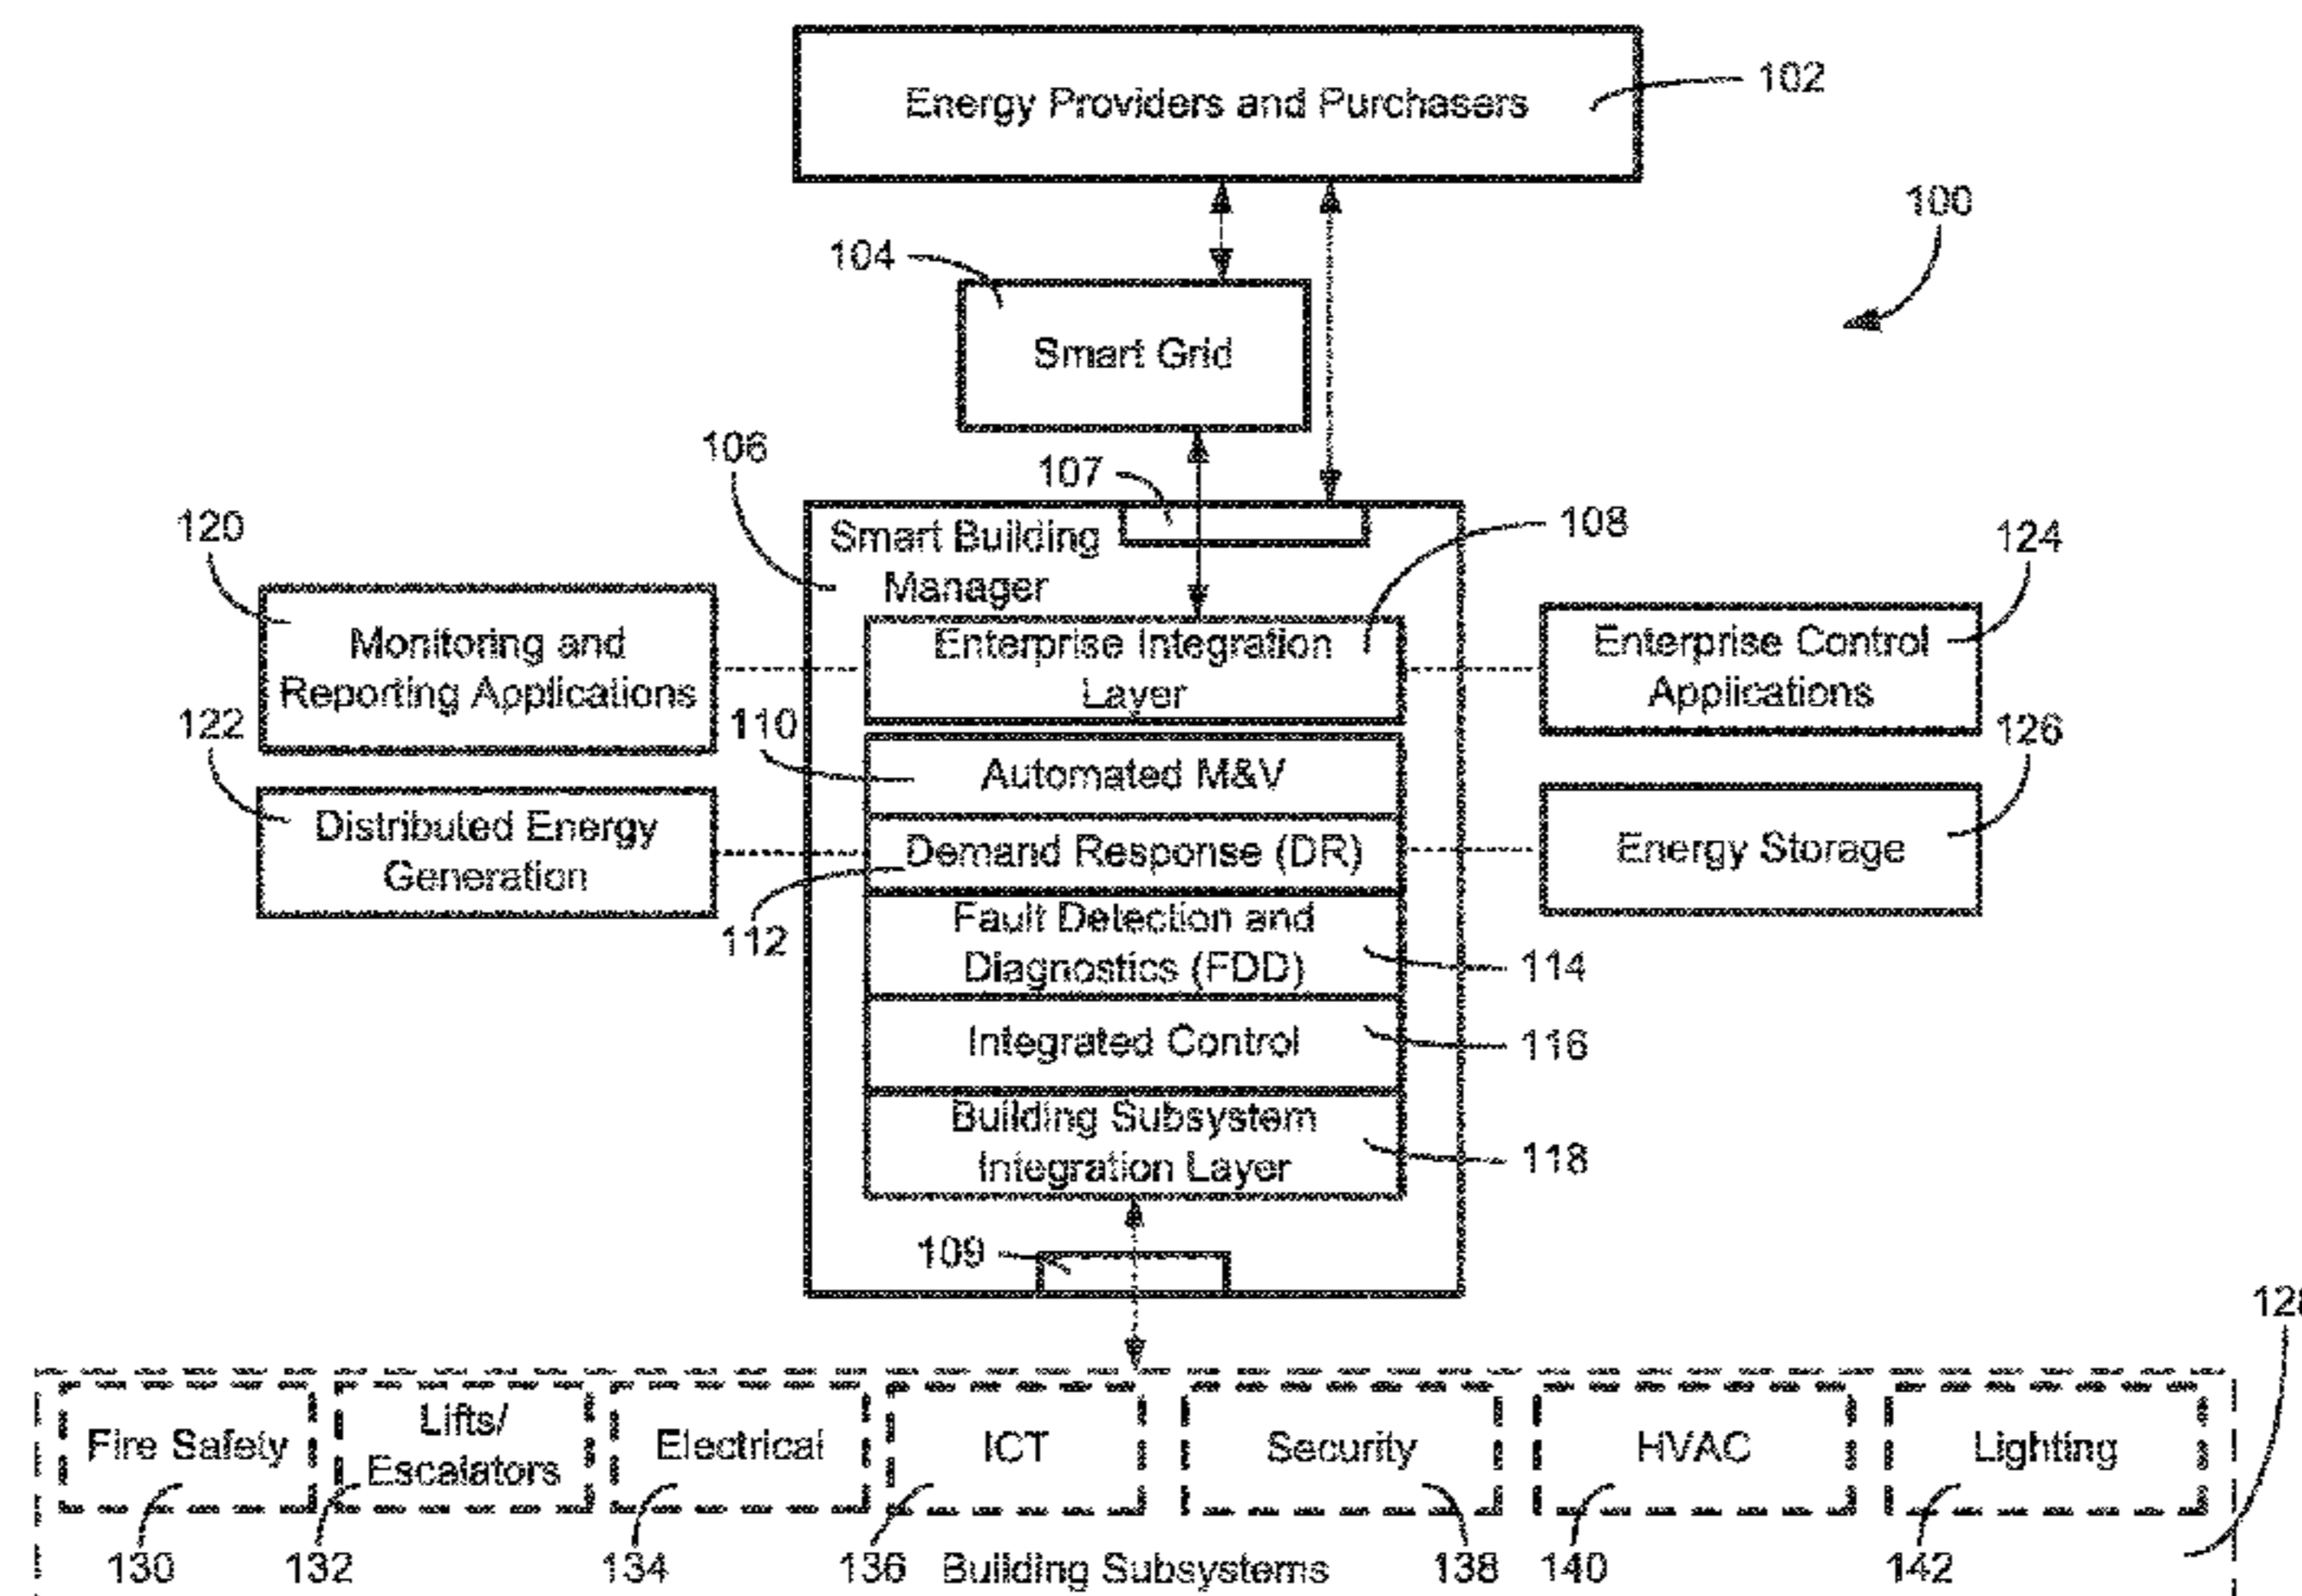 Energy Providers and Purchasers
102
100
104
Smart Grid
106
107
Smart Building
Manager
108
120
Monitoring and
Reporting Applications
Enterprise Integration
Layer
124
Enterprise Control
Applications
122
Distributed Energy
Generation
110
Automated M&V
126
Energy Storage
Demand Response (DR)
112
Fault Detection and
Diagnostics (FDD)
114
Integrated Control
116
Building Subsystem
Integration Layer
118
109
128
Fire Safety
Lifts/
Escalators
Electrical
ICT
Security
HVAC
Lighting
130
132
134
136
Building Subsystems
138
140
142